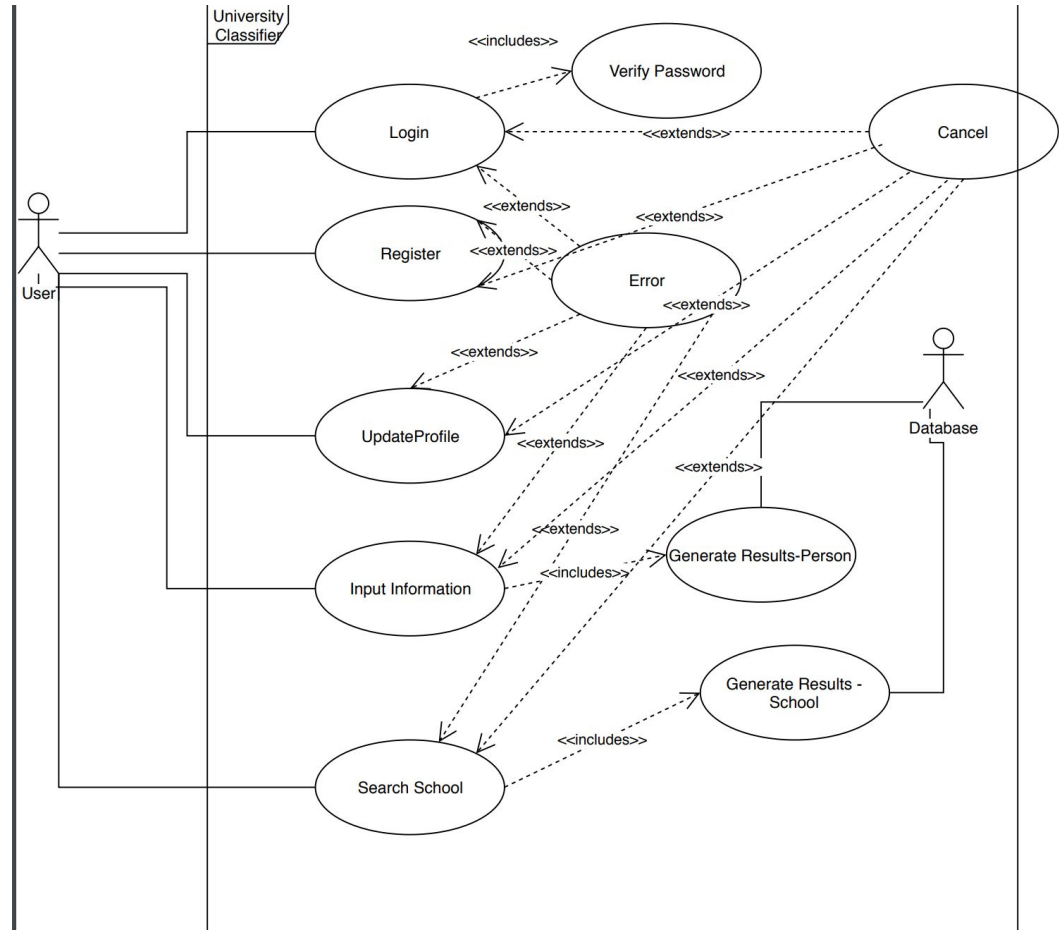 University
Classifier
<<includes>>
Verify Password
Login
<<extends>>
Cancel
<<extends>>
<<extends>>
Register
<<extends>>
Error
User
<<extends>>
<<extends>>
<<extends>>
Database
UpdateProfile
<<extends>>
<<extends>>
<<extends>>
Generate Results-Person
<<includes>>
Input Information
Generate Results -
School
<<includes>>
Search School